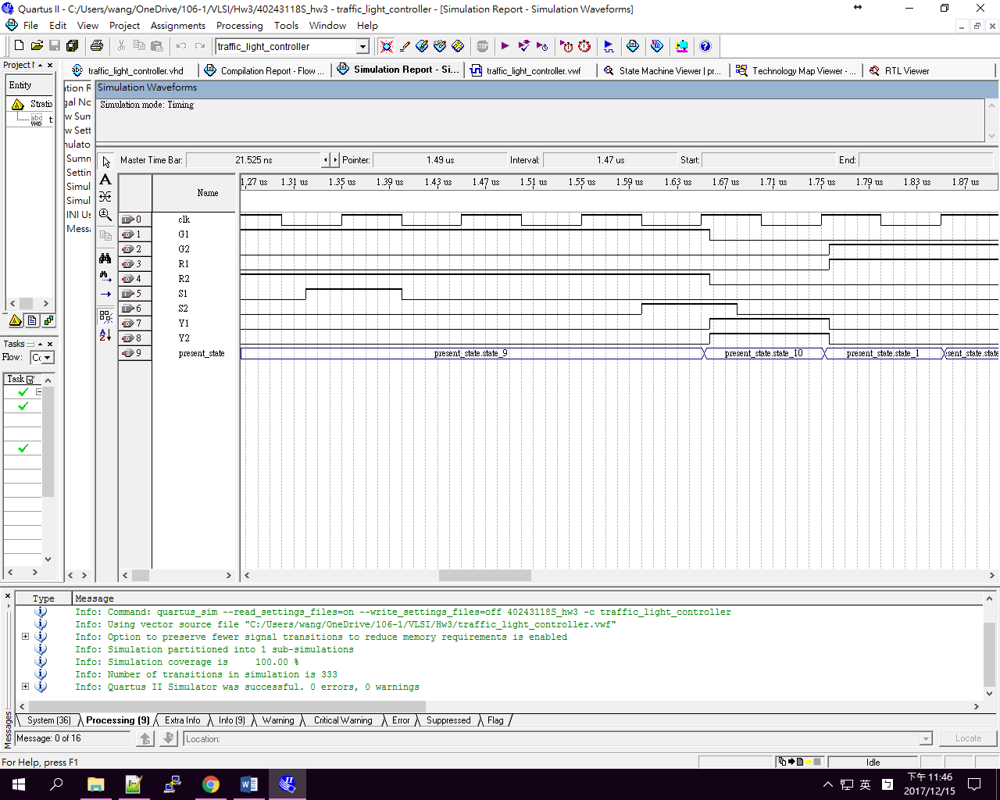 Quartus II - C:/Users/wang/OneDrive/106-1/VLSI/Hw3/40243118S_hw3 - traffic_light_controller - [Simulation Report - Simulation Waveforms]
File Edit View Project Assignments Processing Tools Window Help
traffic_light_controller
Project
traffic_light_controller.vhd Compilation Report - Flow ... Simulation Report - Si... traffic_light_controller.vwf State Machine Viewer | pr... Technology Map Viewer - ... RTL Viewer
Entity
Strati
abc
VHD
t
Simulation Waveforms
Simulation mode: Timing
Summ
Settin
Simul
Simul
INI Us
Messa
Master Time Bar: 21.525 ns Pointer: 1.49 us Interval: 1.47 us Start: End:
Name
1.27 us 1.31 us 1.35 us 1.39 us 1.43 us 1.47 us 1.51 us 1.55 us 1.59 us 1.63 us 1.67 us 1.71 us 1.75 us 1.79 us 1.83 us 1.87 us
0 clk
1 G1
2 G2
3 R1
4 R2
5 S1
6 S2
7 Y1
8 Y2
9 present_state present_state.state_9 present_state.state_10 present_state.state_1 sent_state.state
Tasks
Flow: Co
Task
Type Message
Info: Command: quartus_sim --read_settings_files=on --write_settings_files=off 40243118S_hw3 -c traffic_light_controller
Info: Using vector source file "C:/Users/wang/OneDrive/106-1/VLSI/Hw3/traffic_light_controller.vwf"
Info: Option to preserve fewer signal transitions to reduce memory requirements is enabled
Info: Simulation partitioned into 1 sub-simulations
Info: Simulation coverage is 100.00 %
Info: Number of transitions in simulation is 333
Info: Quartus II Simulator was successful. 0 errors, 0 warnings
Messages
System (36) Processing (9) Extra Info Info (9) Warning Critical Warning Error Suppressed Flag
Message: 0 of 16 Location: Locate
For Help, press F1 Idle
英
下午 11:46
2017/12/15